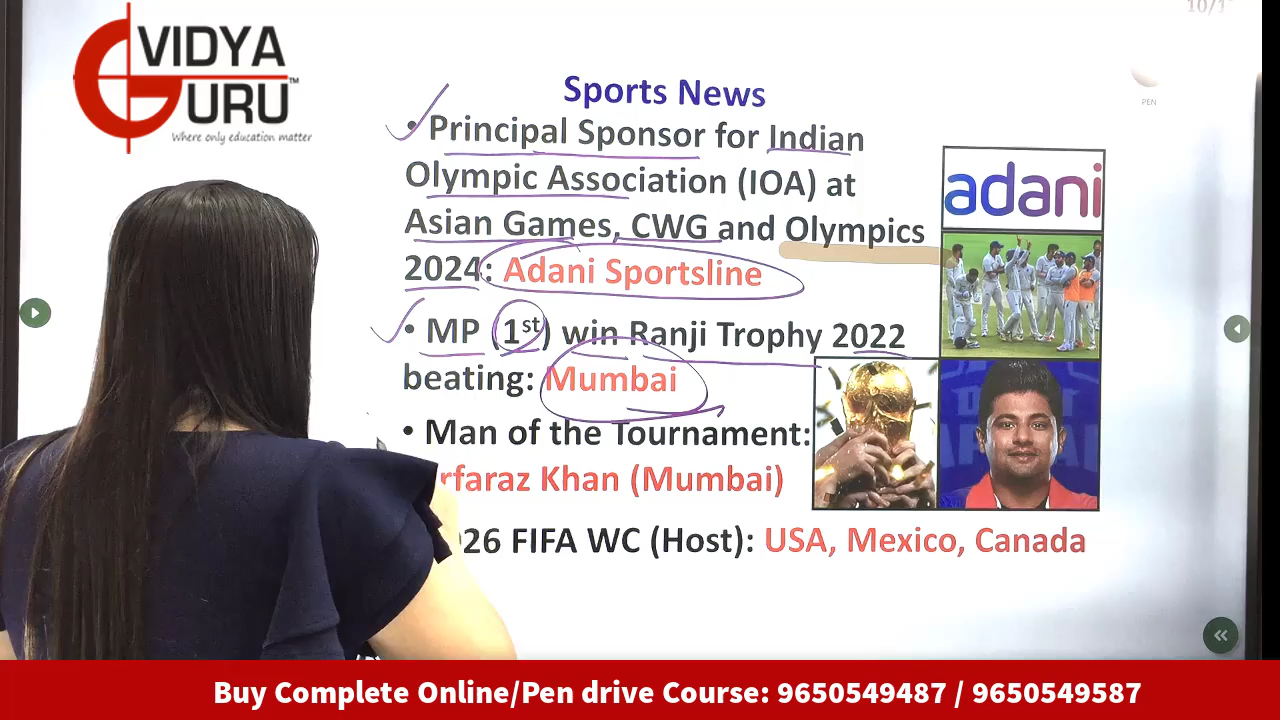 VIDYA
GURU™
Where only education matter
PEN
Sports News
• Principal Sponsor for Indian
Olympic Association (IOA) at
Asian Games, CWG and Olympics
2024: Adani Sportsline
• MP (1st) win Ranji Trophy 2022
beating: Mumbai
• Man of the Tournament:
rfaraz Khan (Mumbai)
26 FIFA WC (Host): USA, Mexico, Canada
adani
Buy Complete Online/Pen drive Course: 9650549487 / 9650549587